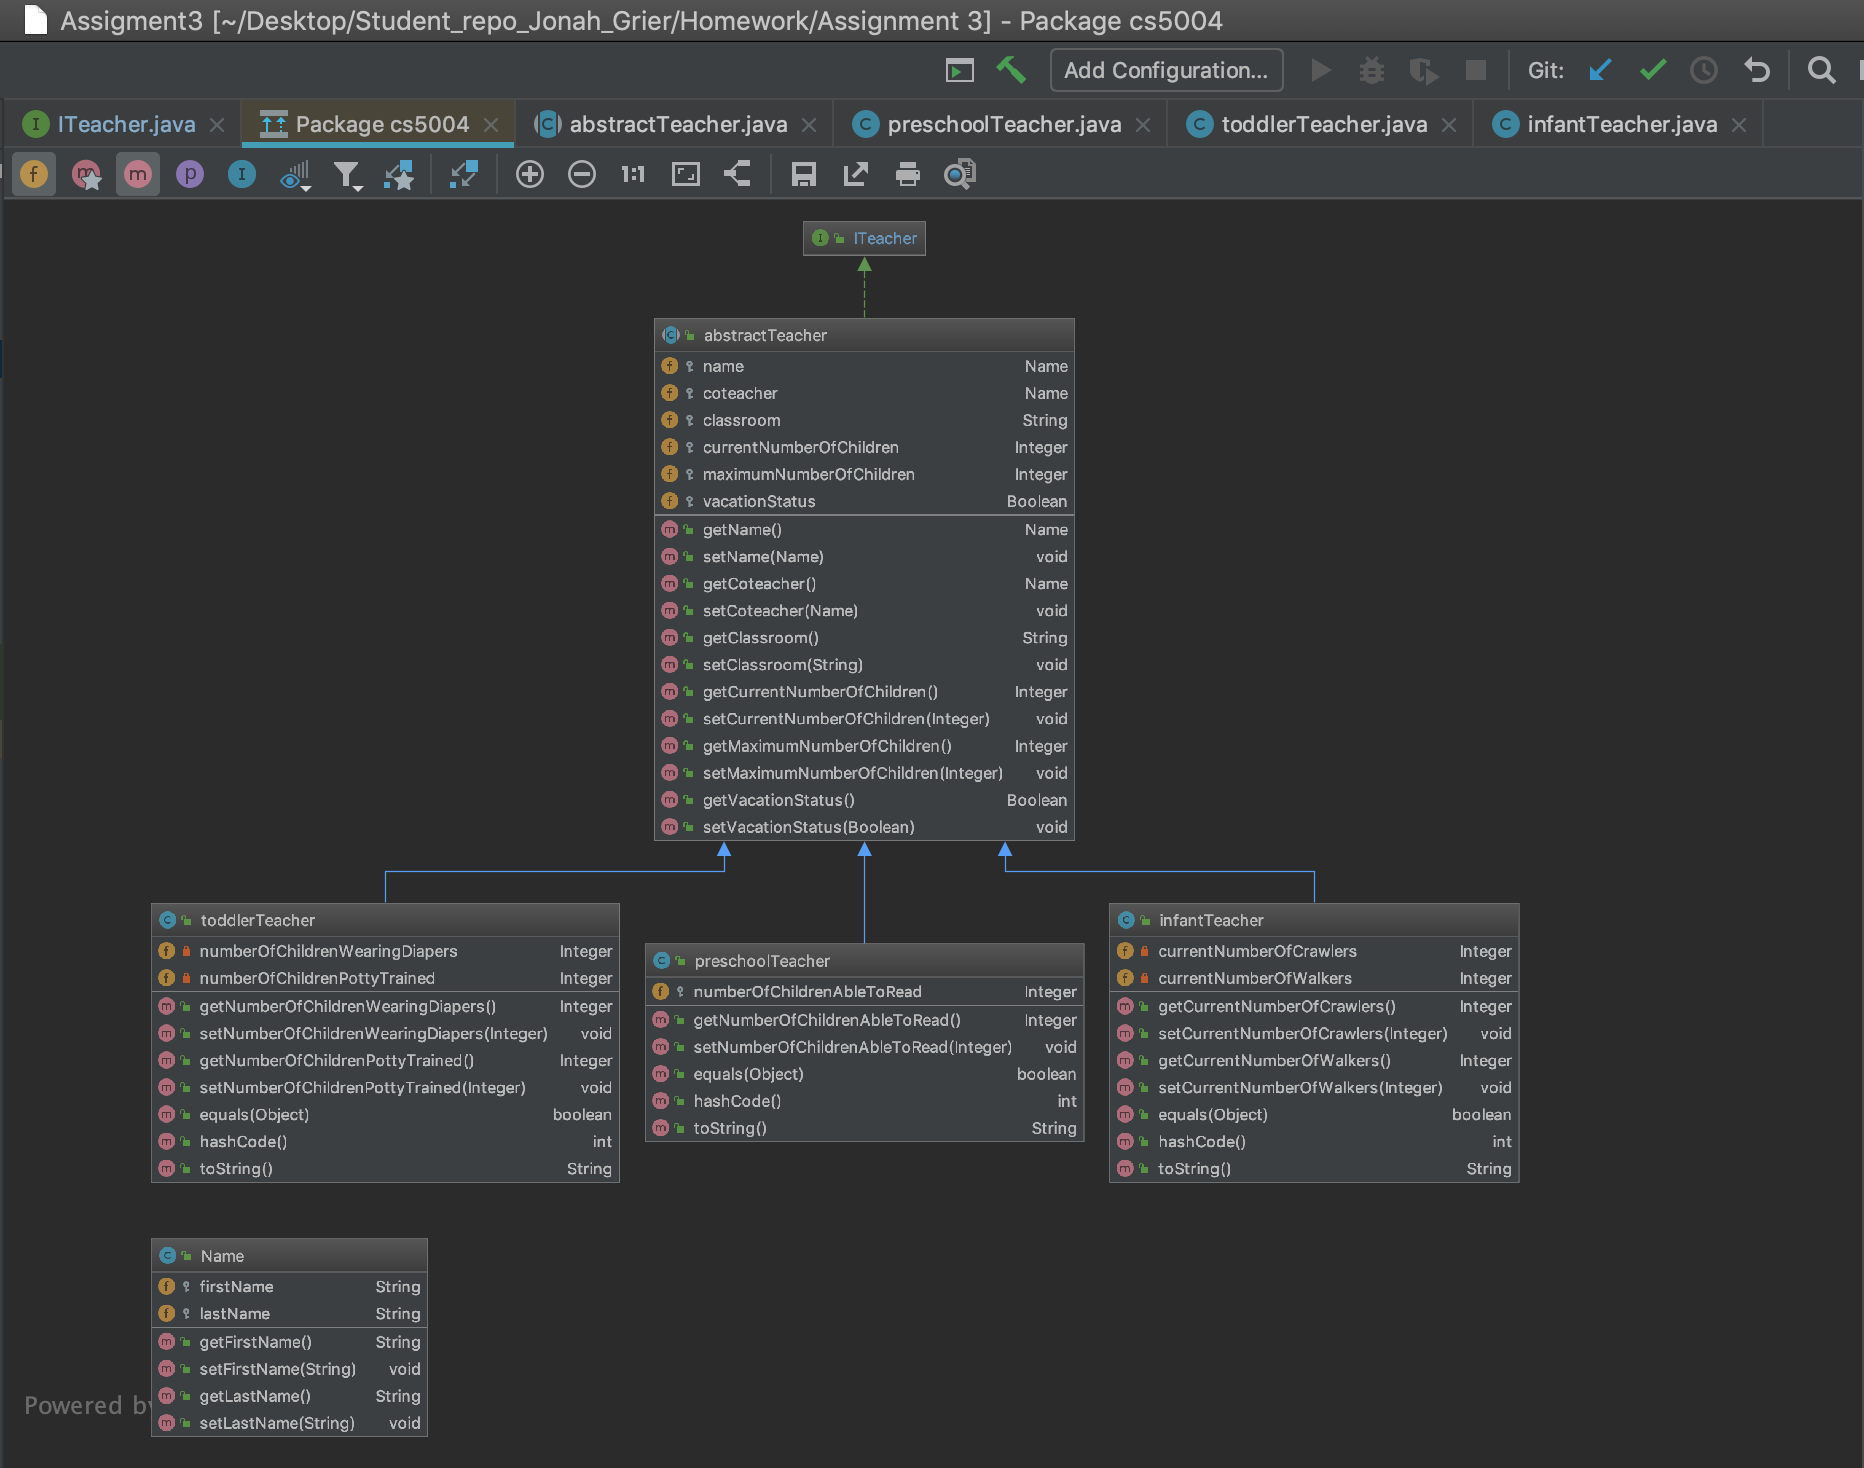 Assigment3 [~/Desktop/Student_repo_Jonah_Grier/Homework/Assignment 3] - Package cs5004
Add Configuration... Git:
ITeacher.java Package cs5004 abstractTeacher.java preschoolTeacher.java toddlerTeacher.java infantTeacher.java
1:1
ITeacher
abstractTeacher
name Name
coteacher Name
classroom String
currentNumberOfChildren Integer
maximumNumberOfChildren Integer
vacationStatus Boolean
getName() Name
setName(Name) void
getCoteacher() Name
setCoteacher(Name) void
getClassroom() String
setClassroom(String) void
getCurrentNumberOfChildren() Integer
setCurrentNumberOfChildren(Integer) void
getMaximumNumberOfChildren() Integer
setMaximumNumberOfChildren(Integer) void
getVacationStatus() Boolean
setVacationStatus(Boolean) void
toddlerTeacher
numberOfChildrenWearingDiapers Integer
numberOfChildrenPottyTrained Integer
getNumberOfChildrenWearingDiapers() Integer
setNumberOfChildrenWearingDiapers(Integer) void
getNumberOfChildrenPottyTrained() Integer
setNumberOfChildrenPottyTrained(Integer) void
equals(Object) boolean
hashCode() int
toString() String
preschoolTeacher
numberOfChildrenAbleToRead Integer
getNumberOfChildrenAbleToRead() Integer
setNumberOfChildrenAbleToRead(Integer) void
equals(Object) boolean
hashCode() int
toString() String
infantTeacher
currentNumberOfCrawlers Integer
currentNumberOfWalkers Integer
getCurrentNumberOfCrawlers() Integer
setCurrentNumberOfCrawlers(Integer) void
getCurrentNumberOfWalkers() Integer
setCurrentNumberOfWalkers(Integer) void
equals(Object) boolean
hashCode() int
toString() String
Name
firstName String
lastName String
getFirstName() String
setFirstName(String) void
getLastName() String
setLastName(String) void
Powered by